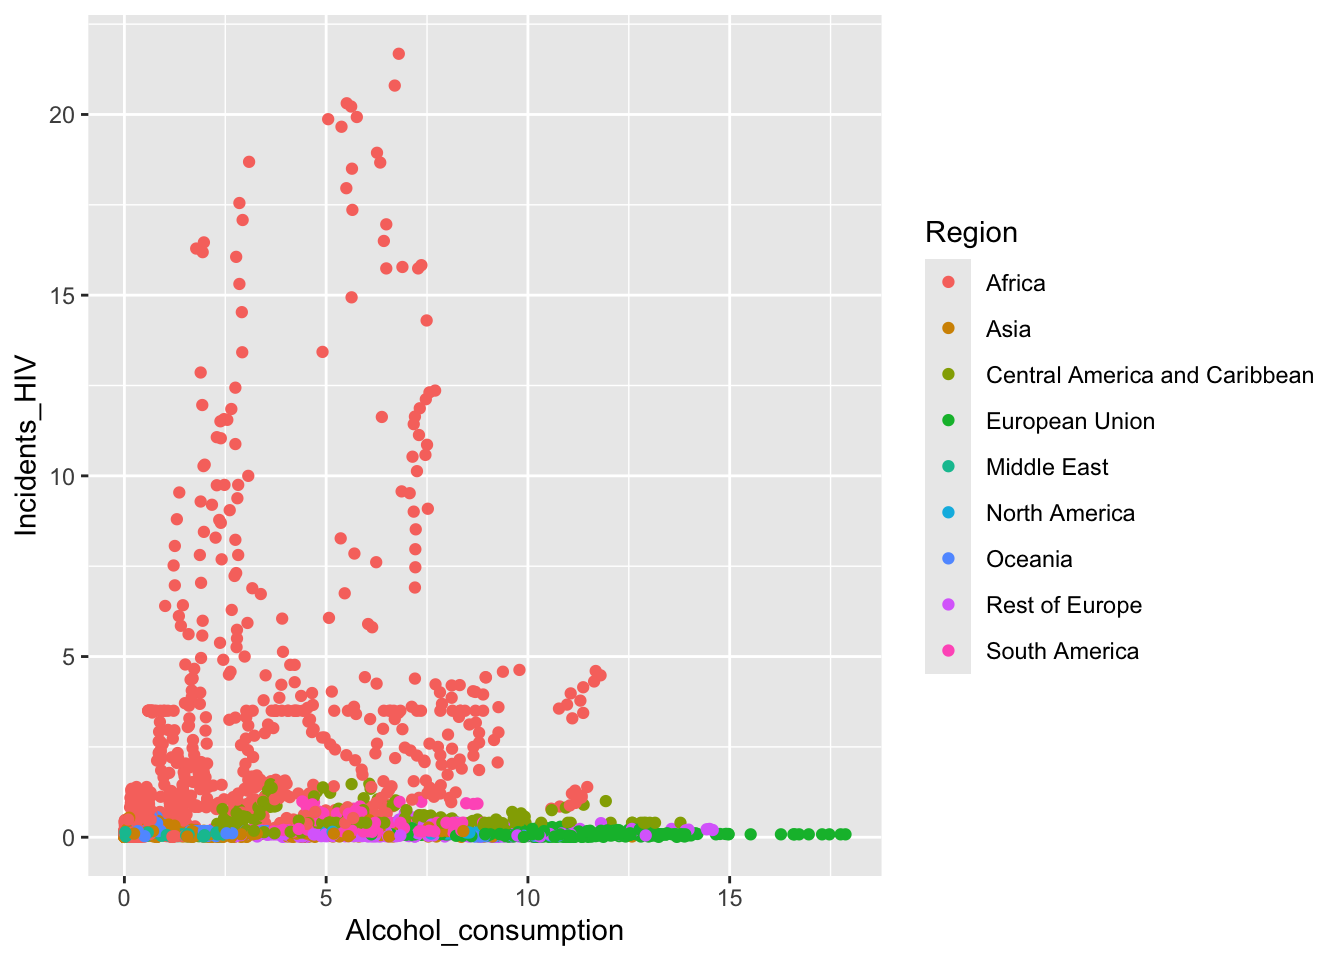 20
15
10
5
0
Incidents_HIV
0
5
10
15
Alcohol_consumption
Region
Africa
Asia
Central America and Caribbean
European Union
Middle East
North America
Oceania
Rest of Europe
South America